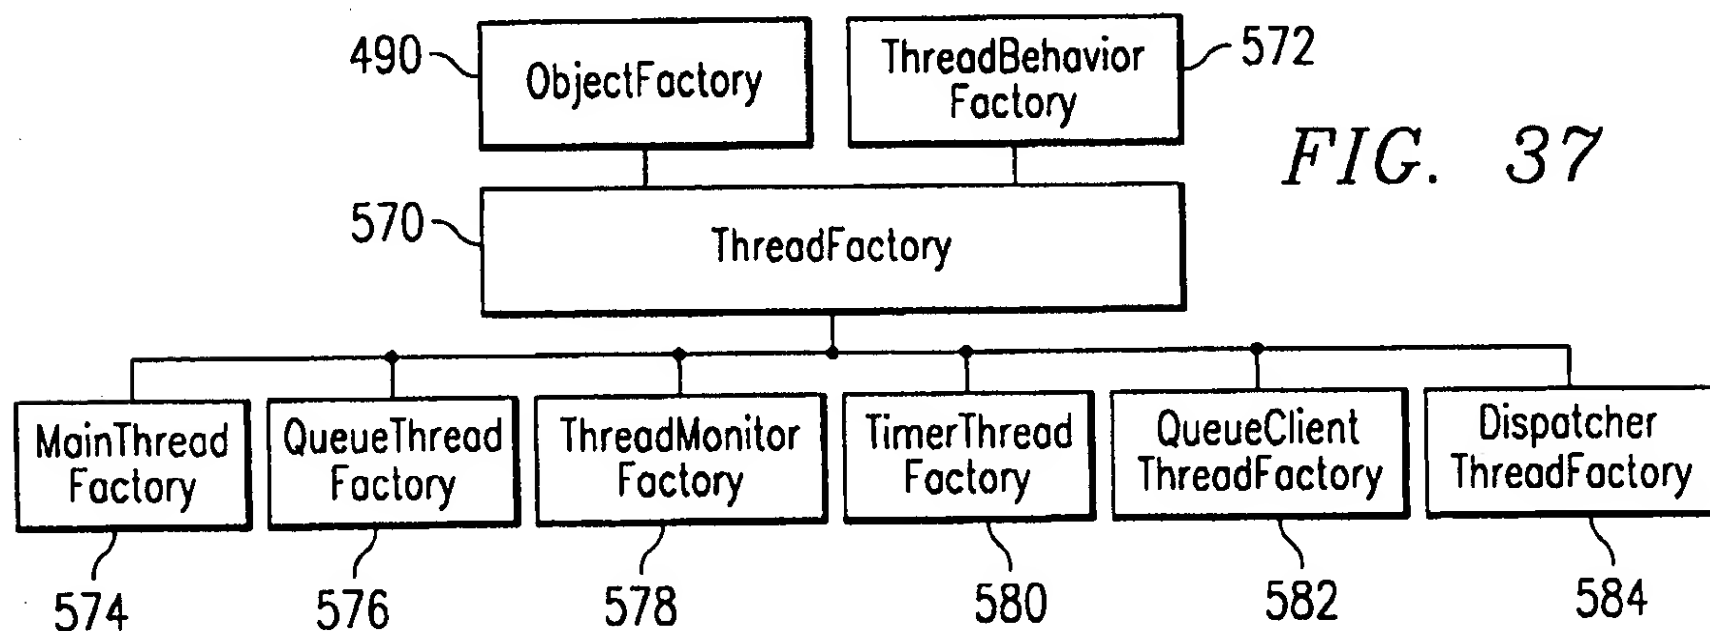 490
ObjectFactory
ThreadBehavior
Factory
572
FIG. 37
570
ThreadFactory
MainThread
Factory
QueueThread
Factory
ThreadMonitor
Factory
TimerThread
Factory
QueueClient
ThreadFactory
Dispatcher
ThreadFactory
574
576
578
580
582
584